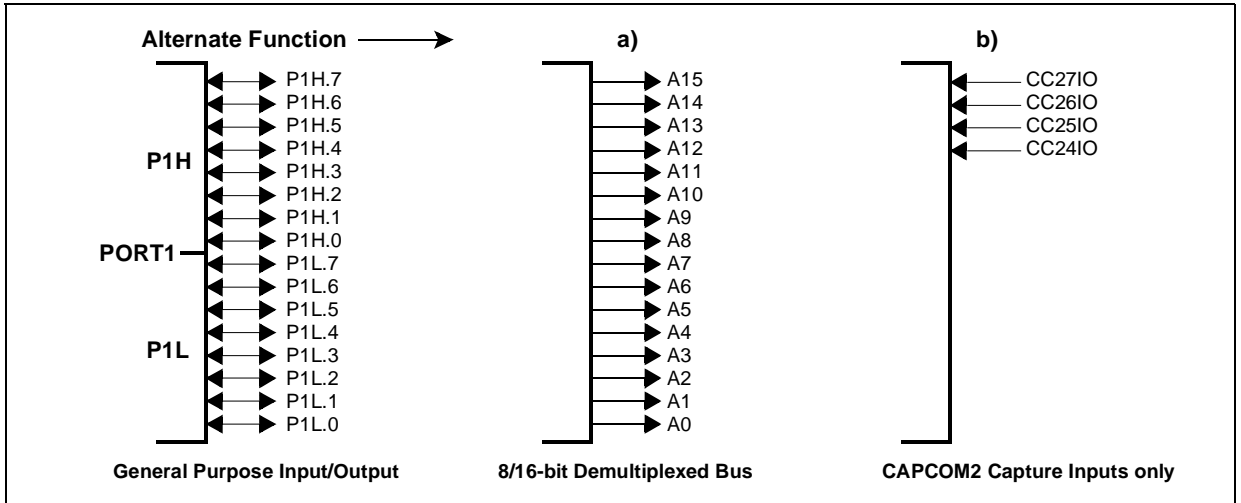 Alternate Function a) b)
P1H.7 A15 CC27IO
P1H.6 A14 CC26IO
P1H.5 A13 CC25IO
P1H.4 A12 CC24IO
P1H
P1H.3 A11
P1H.2 A10
P1H.1 A9
P1H.0 A8
PORT1
P1L.7 A7
P1L.6 A6
P1L.5 A5
P1L.4 A4
P1L
P1L.3 A3
P1L.2 A2
P1L.1 A1
P1L.0 A0
General Purpose Input/Output 8/16-bit Demultiplexed Bus CAPCOM2 Capture Inputs only